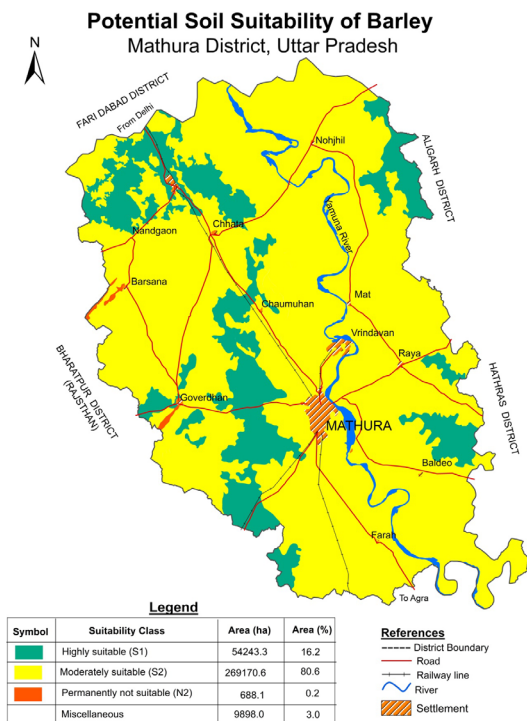 Potential Soil Suitability of Barley
Mathura District, Uttar Pradesh
N
FARI DABAD DISTRICT
From Delhi
Nohjhil
ALIGARH DISTRICT
Yamuna River
Chhata
Nandgaon
Barsana
Mat
Chaumuhan
Vrindavan
Raya
HATHRAS DISTRICT
BHARATPUR DISTRICT
(RAJSTHAN)
Goverdhan
MATHURA
Baldeo
Farah
To Agra
Legend
Symbol Suitability Class Area (ha) Area (%)
Highly suitable (S1) 54243.3 16.2
Moderately suitable (S2) 269170.6 80.6
Permanently not suitable (N2) 688.1 0.2
Miscellaneous 9898.0 3.0
References
District Boundary
Road
Railway line
River
Settlement